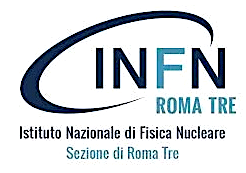 INFN
ROMA TRE
Istituto Nazionale di Fisica Nucleare
Sezione di Roma Tre